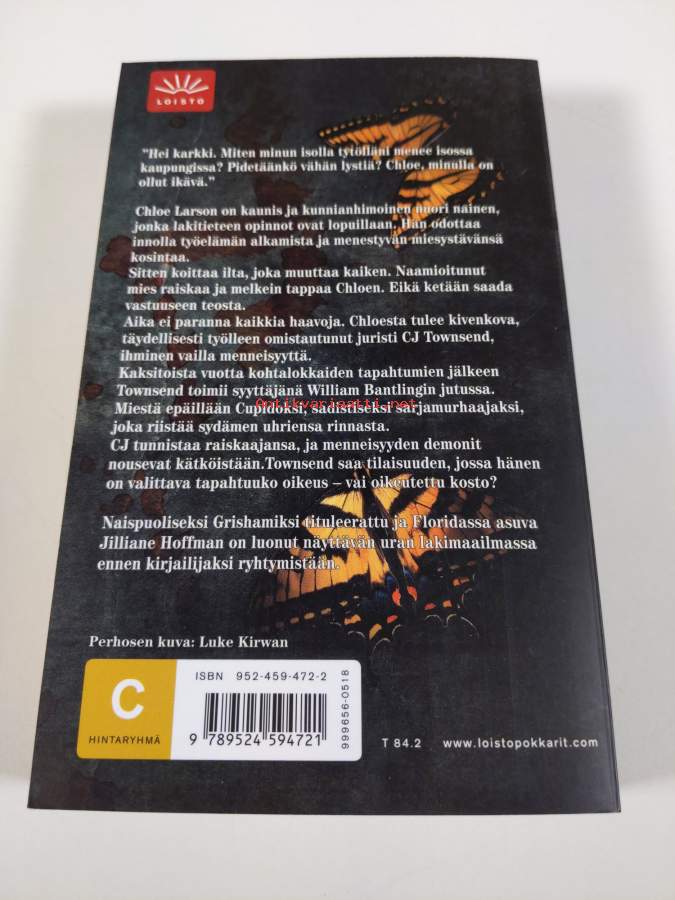 LOISTO
"Hei karkki. Miten minun isolla tytölläni menee isossa
kaupungissa? Pidetäänkö vähän lystiä? Chloe, minulla on
ollut ikävä."
Chloe Larson on kaunis ja kunnianhimoinen nuori nainen,
jonka lakitieteen opinnot ovat lopuillaan. Hän odottaa
innolla työelämän alkamista ja menestyvän miesystävänsä
kosintaa.
Sitten koittaa ilta, joka muuttaa kaiken. Naamioitunut
mies raiskaa ja melkein tappaa Chloen. Eikä ketään saada
vastuuseen teosta.
Aika ei paranna kaikkia haavoja. Chloesta tulee kivenkova,
täydellisesti työlleen omistautunut juristi CJ Townsend,
ihminen vailla menneisyyttä.
Kaksitoista vuotta kohtalokkaiden tapahtumien jälkeen
Townsend toimii syyttäjänä William Bantlingin jutussa.
Antikvariaatti.net
Miestä epäillään Cupidoksi, sadistiseksi sarjamurhaajaksi,
joka riistää sydämen uhriensa rinnasta.
CJ tunnistaa raiskaajansa, ja menneisyyden demonit
nousevat kätköistään.Townsend saa tilaisuuden, jossa hänen
on valittava tapahtuuko oikeus – vai oikeutettu kosto?
Naispuoliseksi Grishamiksi tituleerattu ja Floridassa asuva
Jilliane Hoffman on luonut näyttävän uran lakimaailmassa
ennen kirjailijaksi ryhtymistään.
Perhosen kuva: Luke Kirwan
C
HINTARYHMÄ
ISBN 952-459-472-2
9 789524 594721
999656-0518
T 84.2 www.loistopokkarit.com